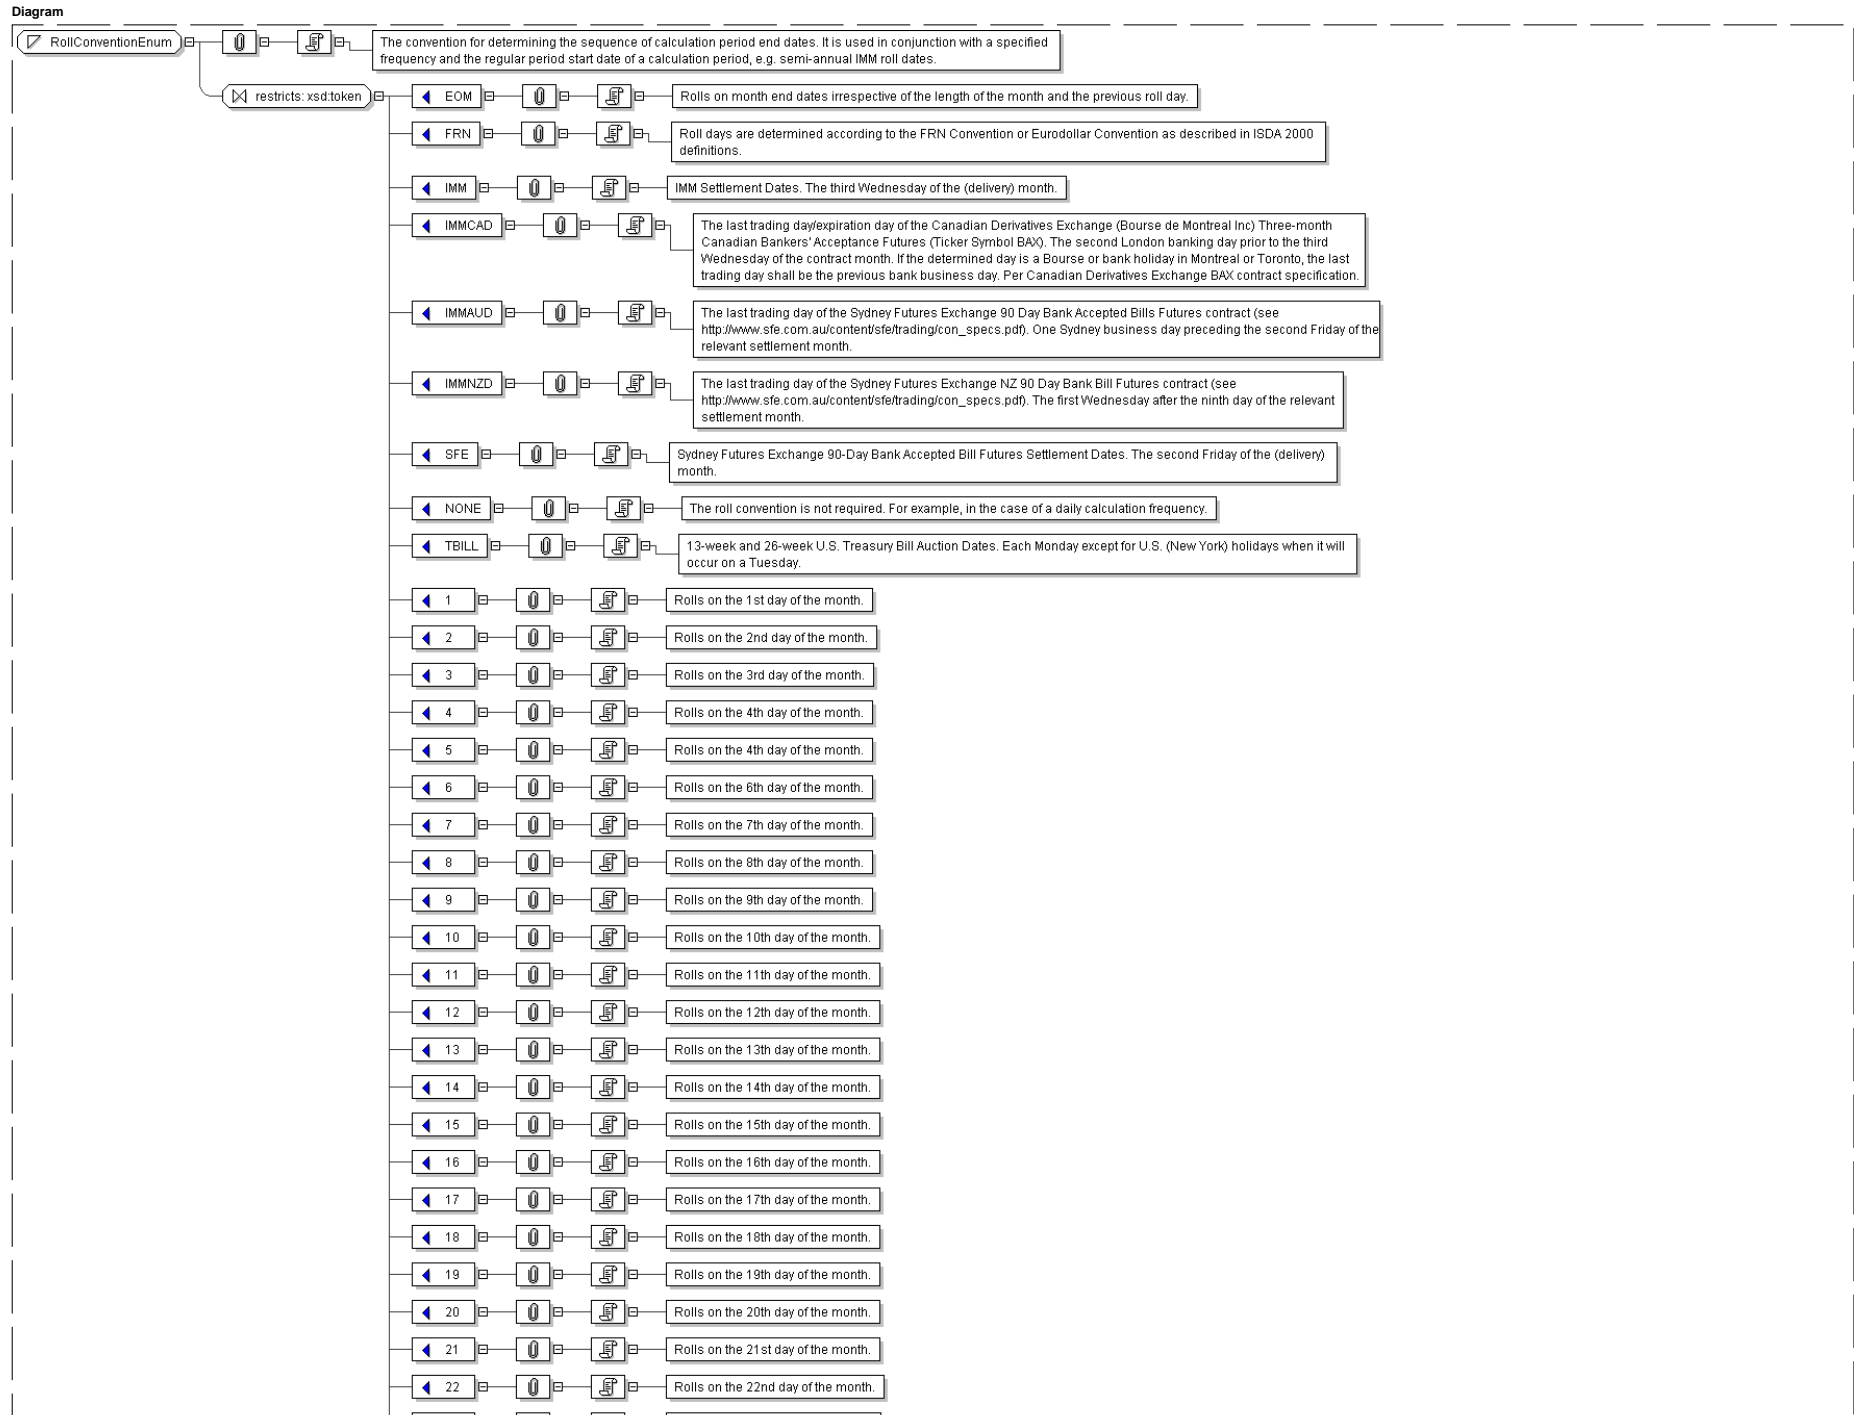 Diagram
RollConventionEnum
The convention for determining the sequence of calculation period end dates. It is used in conjunction with a specified
frequency and the regular period start date of a calculation period, e.g. semi-annual IMM roll dates.
restricts: xsd:token
EOM
Rolls on month end dates irrespective of the length of the month and the previous roll day.
FRN
Roll days are determined according to the FRN Convention or Eurodollar Convention as described in ISDA 2000
definitions.
IMM
IMM Settlement Dates. The third Wednesday of the (delivery) month.
IMMCAD
The last trading day/expiration day of the Canadian Derivatives Exchange (Bourse de Montreal Inc) Three-month
Canadian Bankers' Acceptance Futures (Ticker Symbol BAX). The second London banking day prior to the third
Wednesday of the contract month. If the determined day is a Bourse or bank holiday in Montreal or Toronto, the last
trading day shall be the previous bank business day. Per Canadian Derivatives Exchange BAX contract specification.
IMMAUD
The last trading day of the Sydney Futures Exchange 90 Day Bank Accepted Bills Futures contract (see
http://www.sfe.com.au/content/sfe/trading/con_specs.pdf). One Sydney business day preceding the second Friday of the
relevant settlement month.
IMMNZD
The last trading day of the Sydney Futures Exchange NZ 90 Day Bank Bill Futures contract (see
http://www.sfe.com.au/content/sfe/trading/con_specs.pdf). The first Wednesday after the ninth day of the relevant
settlement month.
SFE
Sydney Futures Exchange 90-Day Bank Accepted Bill Futures Settlement Dates. The second Friday of the (delivery)
month.
NONE
The roll convention is not required. For example, in the case of a daily calculation frequency.
TBILL
13-week and 26-week U.S. Treasury Bill Auction Dates. Each Monday except for U.S. (New York) holidays when it will
occur on a Tuesday.
1
Rolls on the 1st day of the month.
2
Rolls on the 2nd day of the month.
3
Rolls on the 3rd day of the month.
4
Rolls on the 4th day of the month.
5
Rolls on the 4th day of the month.
6
Rolls on the 6th day of the month.
7
Rolls on the 7th day of the month.
8
Rolls on the 8th day of the month.
9
Rolls on the 9th day of the month.
10
Rolls on the 10th day of the month.
11
Rolls on the 11th day of the month.
12
Rolls on the 12th day of the month.
13
Rolls on the 13th day of the month.
14
Rolls on the 14th day of the month.
15
Rolls on the 15th day of the month.
16
Rolls on the 16th day of the month.
17
Rolls on the 17th day of the month.
18
Rolls on the 18th day of the month.
19
Rolls on the 19th day of the month.
20
Rolls on the 20th day of the month.
21
Rolls on the 21st day of the month.
22
Rolls on the 22nd day of the month.